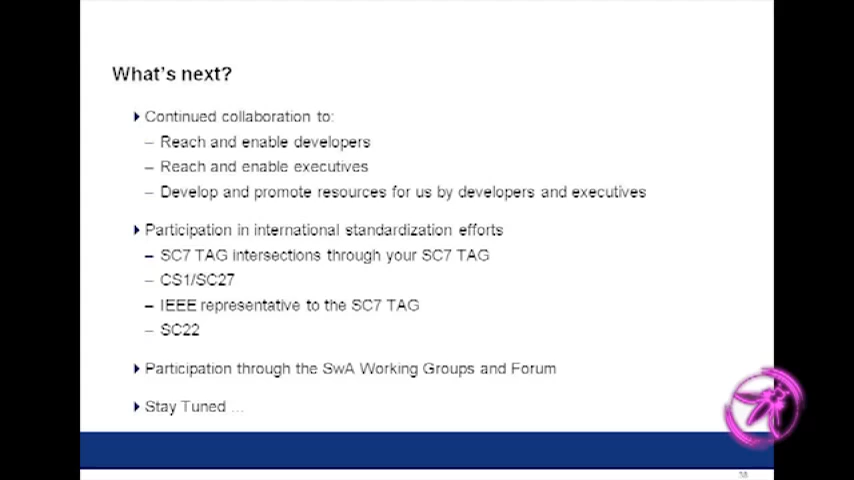 What's next?
Continued collaboration to:
– Reach and enable developers
– Reach and enable executives
– Develop and promote resources for us by developers and executives
Participation in international standardization efforts
– SC7 TAG intersections through your SC7 TAG
– CS1/SC27
– IEEE representative to the SC7 TAG
– SC22
Participation through the SwA Working Groups and Forum
Stay Tuned ...